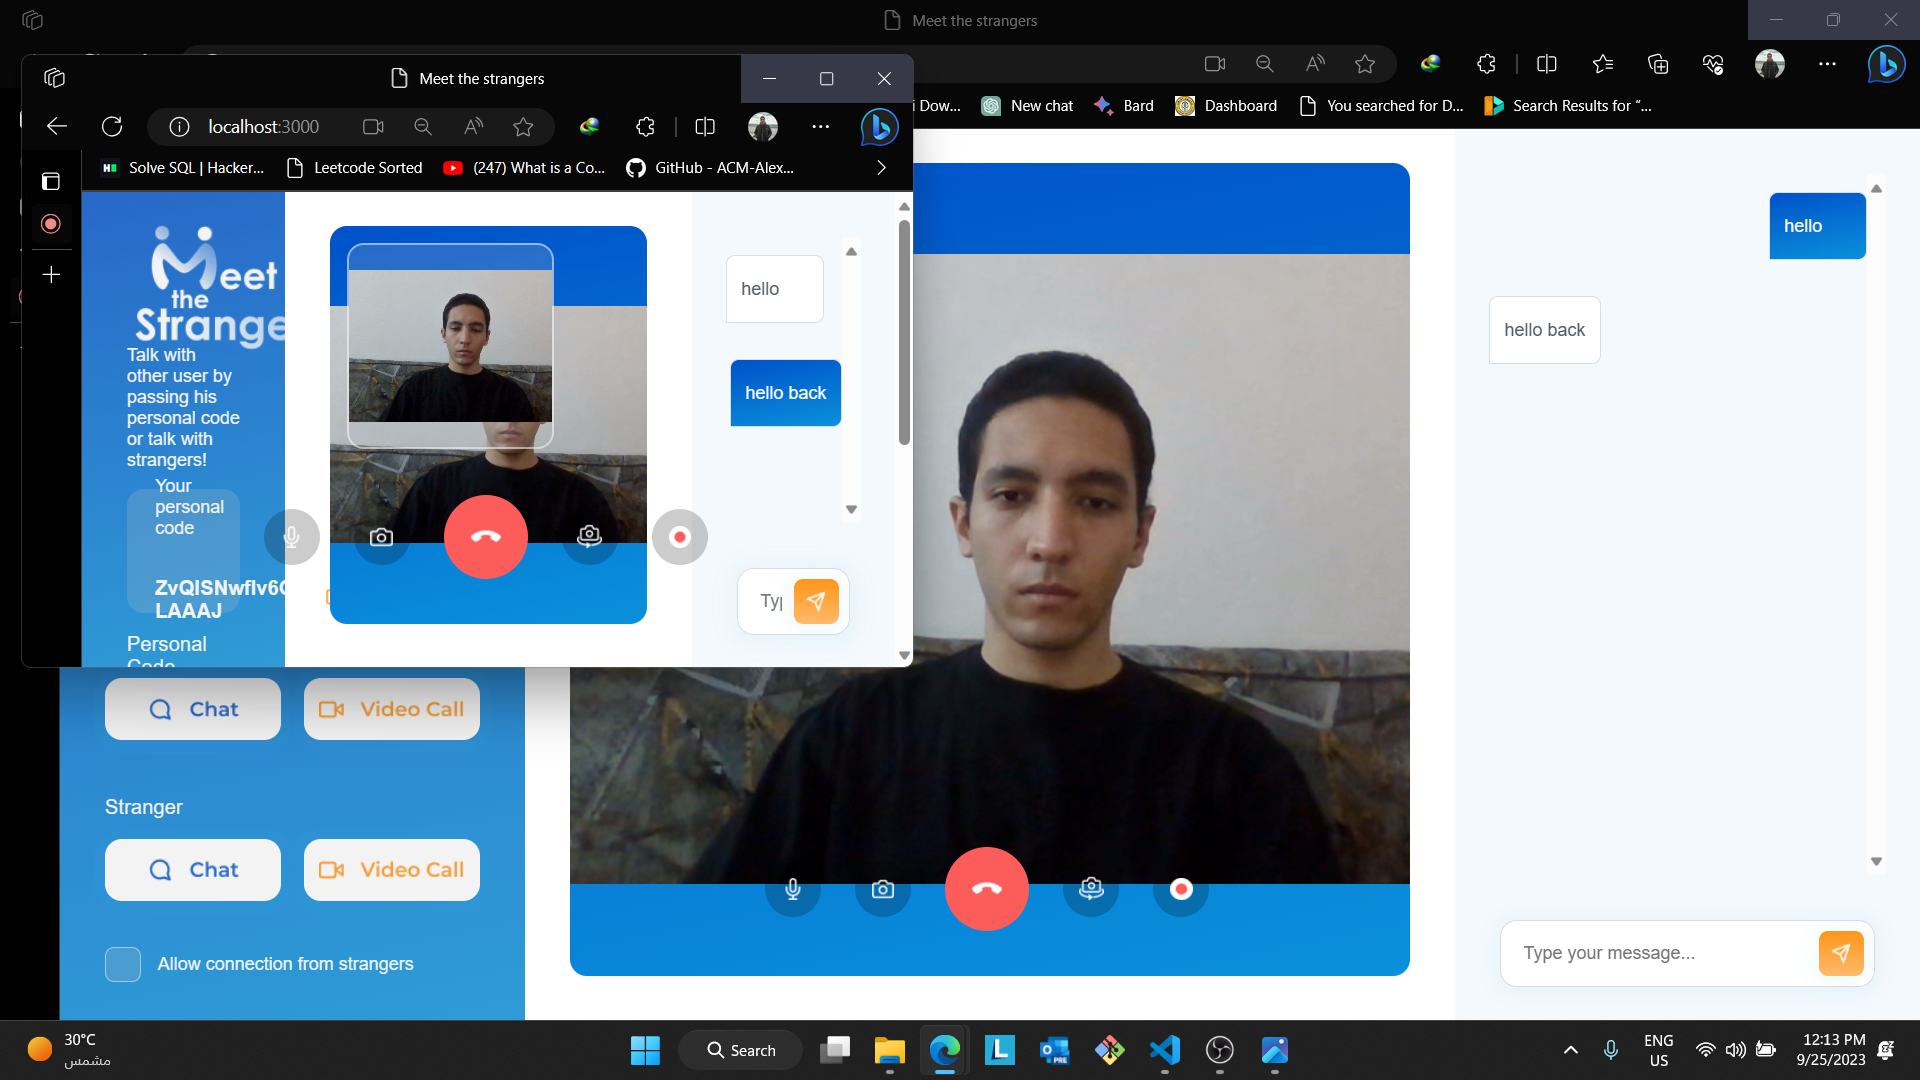 Meet the strangers
Meet the strangers
localhost:3000
i Dow...
New chat
Bard
Dashboard
You searched for D...
Search Results for “...
Solve SQL | Hacker...
Leetcode Sorted
(247) What is a Co...
GitHub - ACM-Alex...
Meet
the
Strange
Talk with
other user by
passing his
personal code
or talk with
strangers!
Your
personal
code
LAAAJ
Personal
Code
hello
hello back
Typ
hello
hello back
Type your message...
Chat
Video Call
Stranger
Chat
Video Call
Allow connection from strangers
30°C
مشمس
Search
L
PRE
ENG
US
12:13 PM
9/25/2023